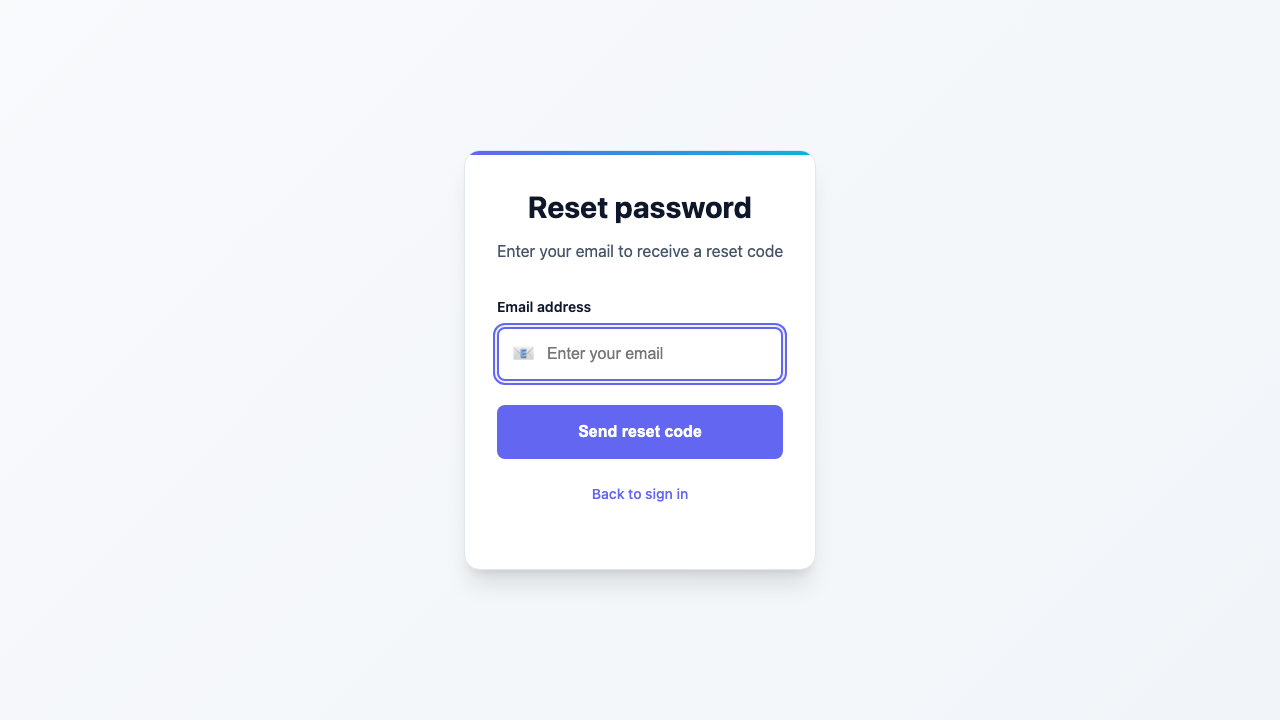 Reset password
Enter your email to receive a reset code
Email address
Enter your email
Send reset code
Back to sign in